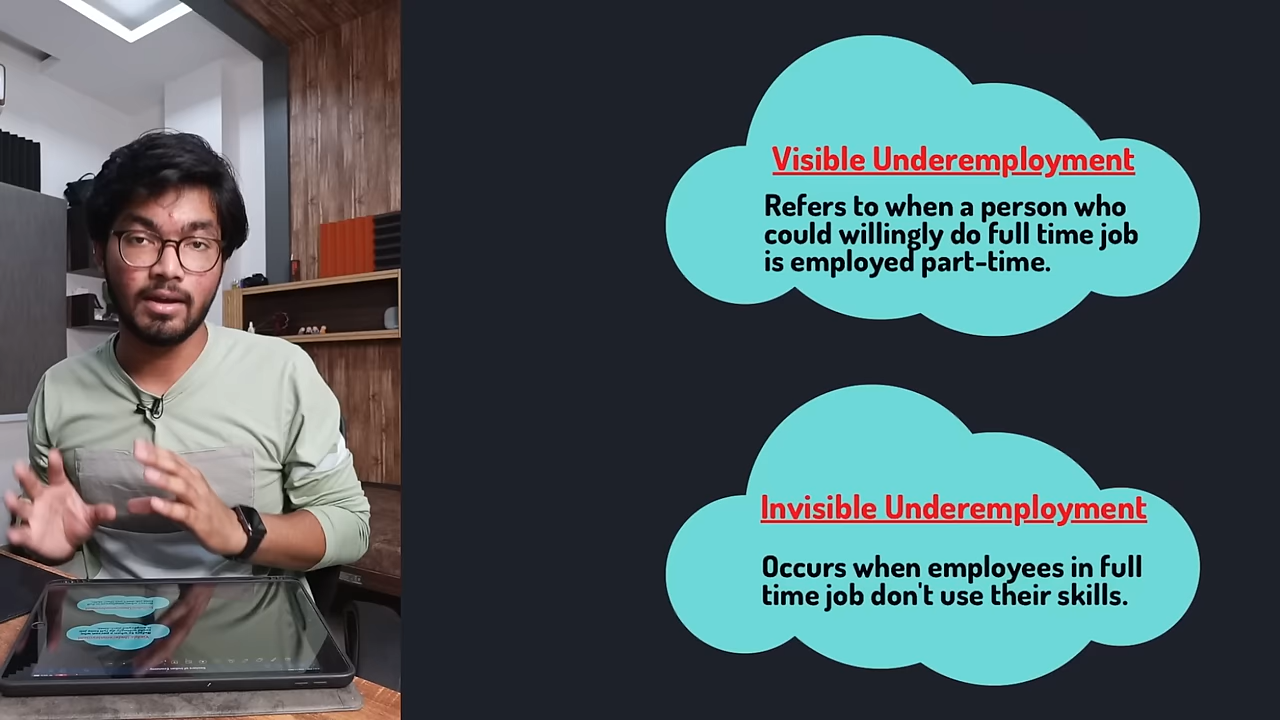 Visible Underemployment
Refers to when a person who
could willingly do full time job
is employed part-time.
Invisible Underemployment
Occurs when employees in full
time job don't use their skills.